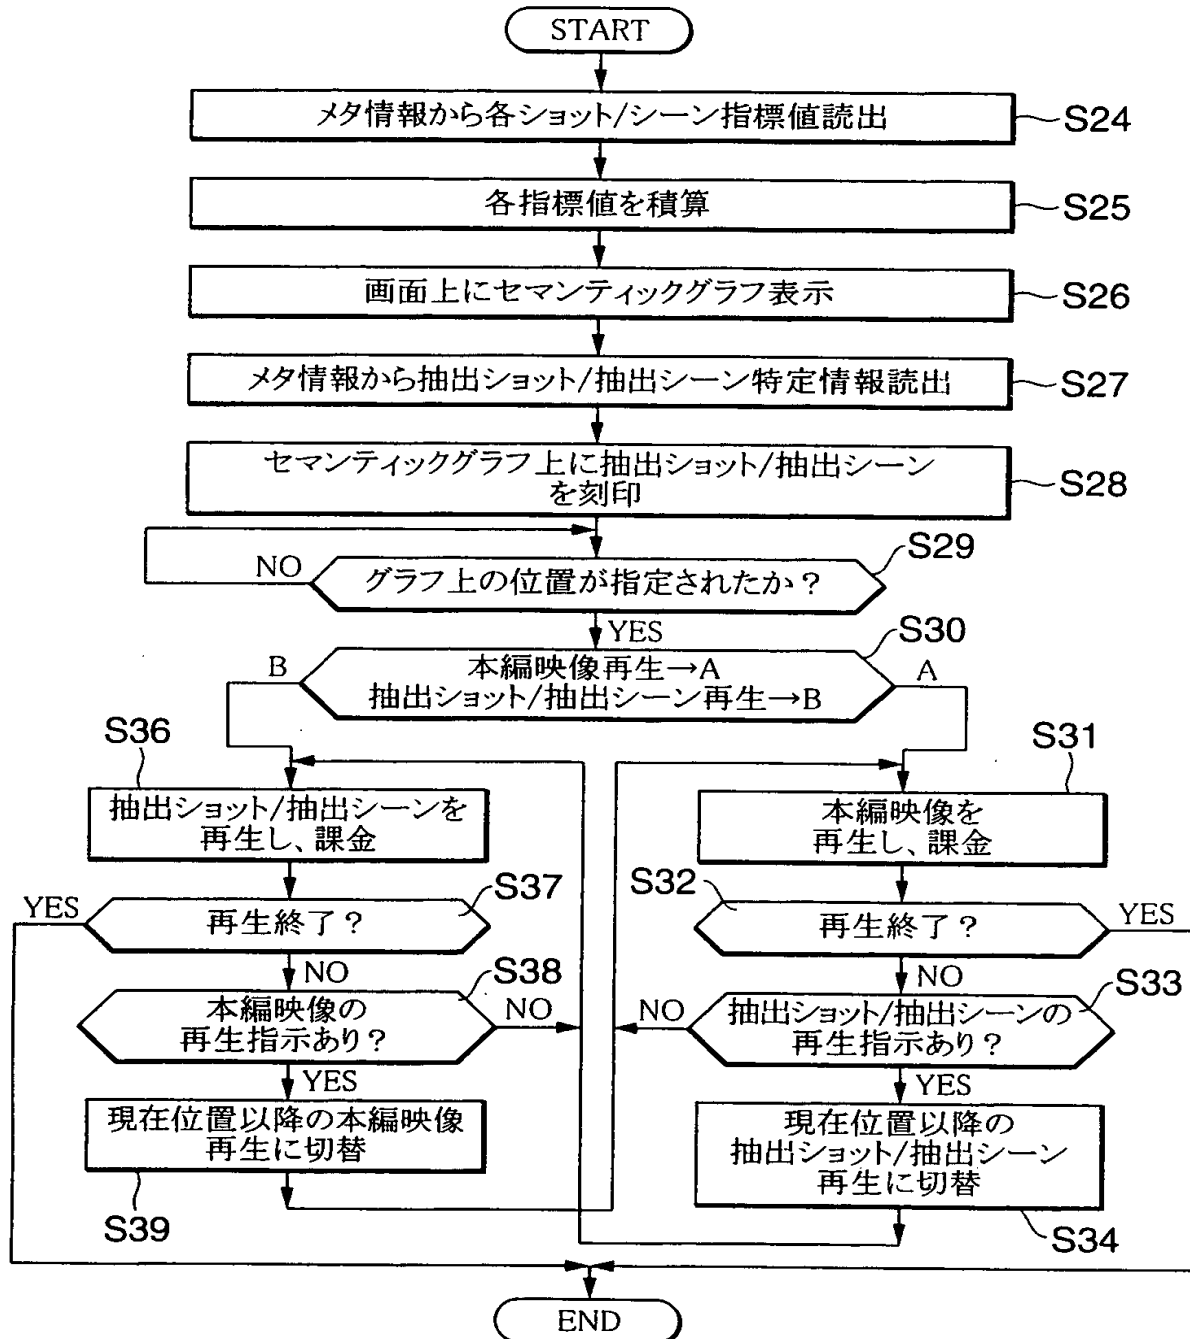 START
メタ情報から各ショット/シーン指標値読出
S24
各指標値を積算
S25
画面上にセマンティックグラフ表示
S26
メタ情報から抽出ショット/抽出シーン特定情報読出
S27
セマンティックグラフ上に抽出ショット/抽出シーン
を刻印
S28
S29
NO
グラフ上の位置が指定されたか?
YES
S30
B
本編映像再生→A
抽出ショット/抽出シーン再生→B
A
S36
抽出ショット/抽出シーンを
再生し、課金
S31
本編映像を
再生し、課金
S37
YES
再生終了?
NO
S32
再生終了?
YES
NO
S38
本編映像の
再生指示あり?
NO
YES
S33
NO
抽出ショット/抽出シーンの
再生指示あり?
YES
現在位置以降の本編映像
再生に切替
S39
現在位置以降の
抽出ショット/抽出シーン
再生に切替
S34
END